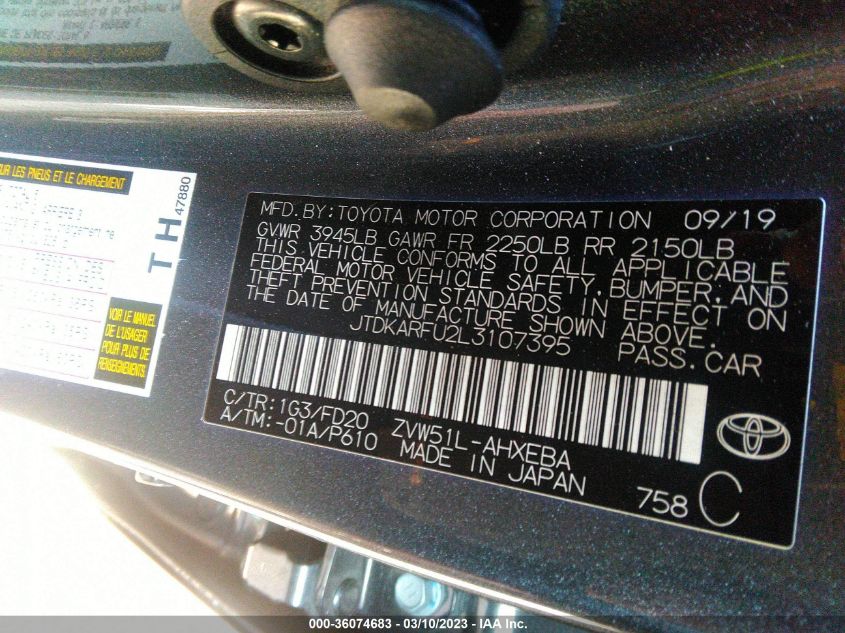 SUR LES PNEUS ET LE CHARGEMENT
TH
47880
VOIR LE MANUEL
DE L'USAGER
POUR PLUS DE
RENSEIGNEMENTS.
MFD. BY: TOYOTA MOTOR CORPORATION 09/19
GVWR 3945LB GAWR FR 2250LB RR 2150LB
THIS VEHICLE CONFORMS TO ALL APPLICABLE
FEDERAL MOTOR VEHICLE SAFETY, BUMPER, AND
THEFT PREVENTION STANDARDS IN EFFECT ON
THE DATE OF MANUFACTURE SHOWN ABOVE.
JTDKARFU2L3107395 PASS. CAR
C/TR: 1G3/FD20 ZVW51L-AHXEBA
A/TM: -01A/P610 MADE IN JAPAN
758 C
000-36074683 - 03/10/2023 - IAA Inc.